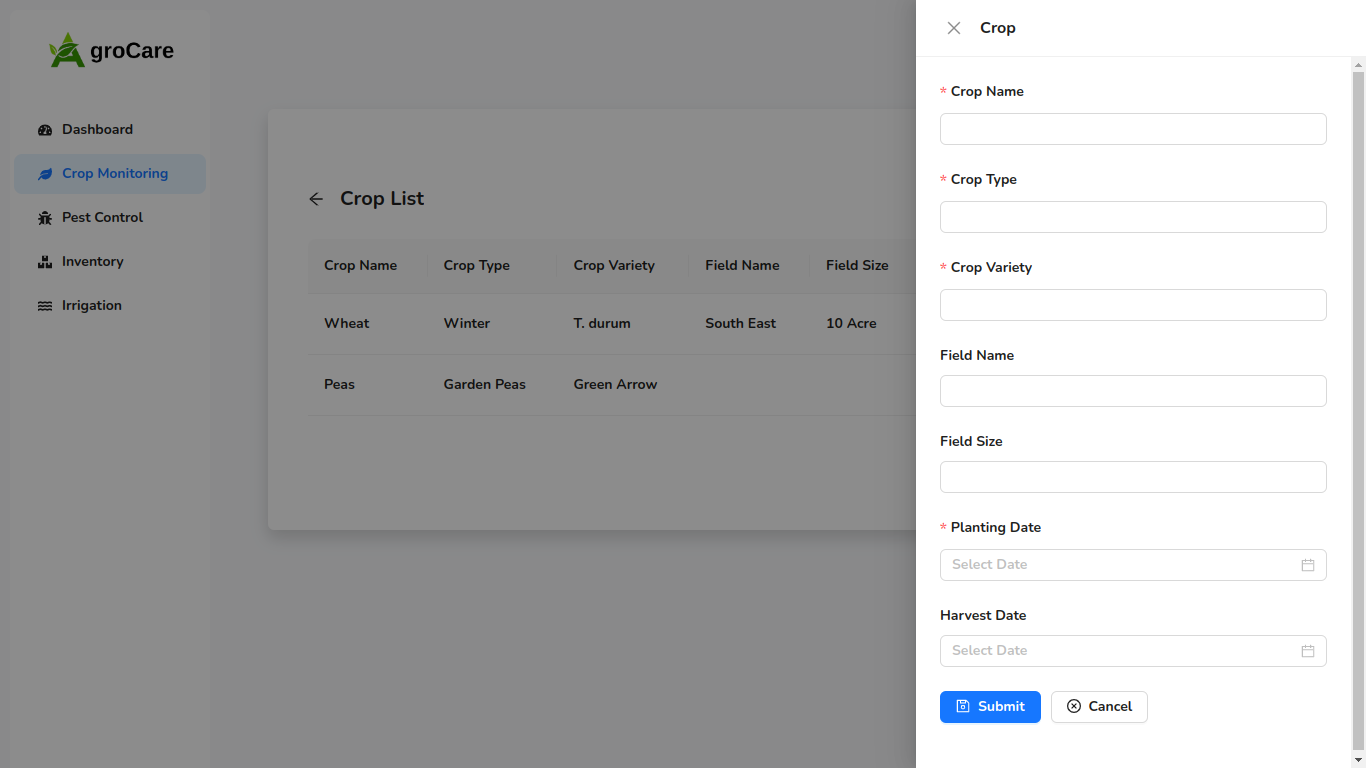 groCare
Dashboard
Crop Monitoring
Pest Control
Inventory
Irrigation
Crop List
Crop Name Crop Type Crop Variety Field Name Field Size
Wheat Winter T. durum South East 10 Acre
Peas Garden Peas Green Arrow
Crop
* Crop Name
* Crop Type
* Crop Variety
Field Name
Field Size
* Planting Date
Select Date
Harvest Date
Select Date
Submit Cancel